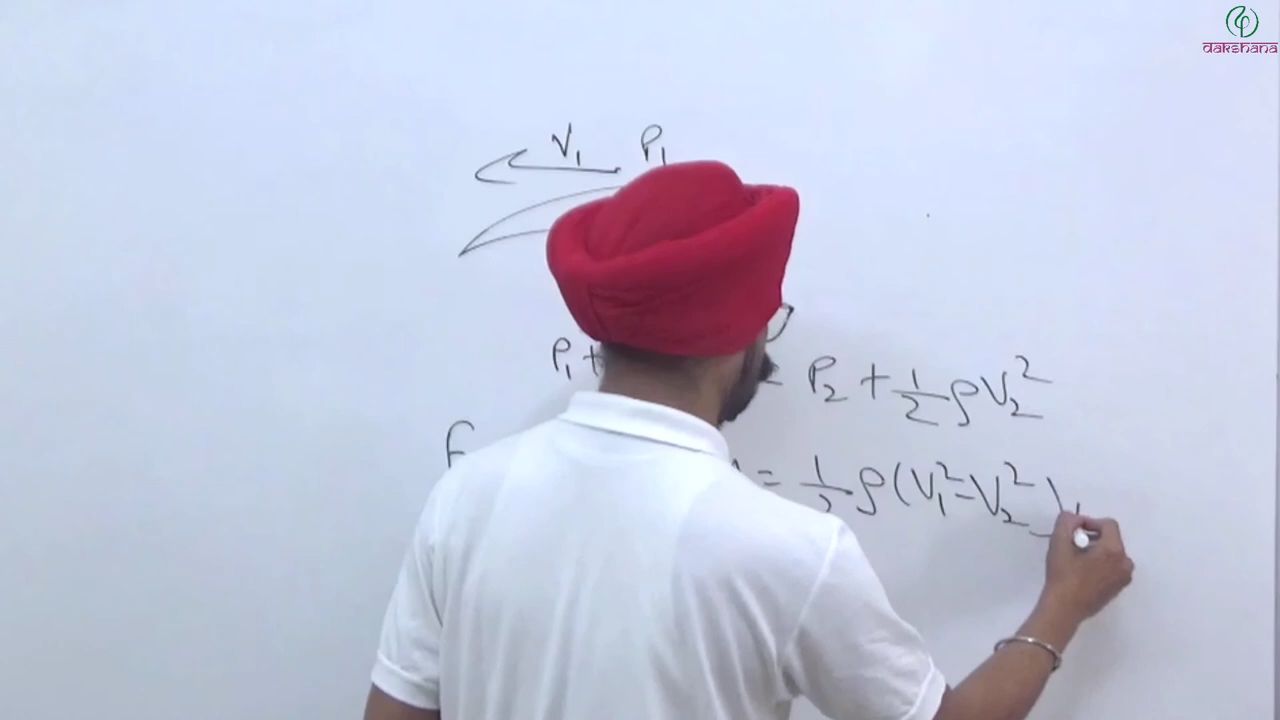 dakshana
V₁ P₁
P₁ + = P₂ + 1/2 ρV₂²
F = 1/2 ρ(V₁² - V₂²)